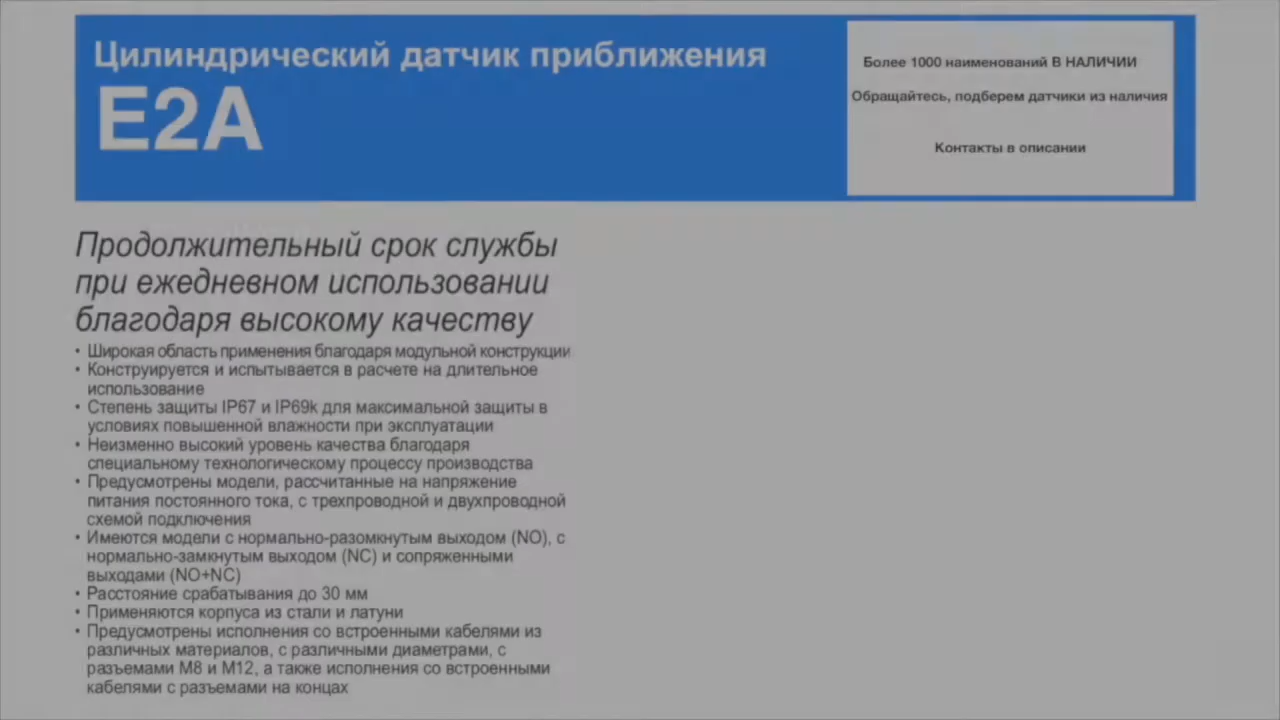 Цилиндрический датчик приближения
E2A
Более 1000 наименований В НАЛИЧИИ
Обращайтесь, подберем датчики из наличия
Контакты в описании
Продолжительный срок службы
при ежедневном использовании
благодаря высокому качеству
• Широкая область применения благодаря модульной конструкции
• Конструируется и испытывается в расчете на длительное
использование
• Степень защиты IP67 и IP69k для максимальной защиты в
условиях повышенной влажности при эксплуатации
• Неизменно высокий уровень качества благодаря
специальному технологическому процессу производства
• Предусмотрены модели, рассчитанные на напряжение
питания постоянного тока, с трехпроводной и двухпроводной
схемой подключения
• Имеются модели с нормально-разомкнутым выходом (NO), с
нормально-замкнутым выходом (NC) и сопряженными
выходами (NO+NC)
• Расстояние срабатывания до 30 мм
• Применяются корпуса из стали и латуни
• Предусмотрены исполнения со встроенными кабелями из
различных материалов, с различными диаметрами, с
разъемами M8 и M12, а также исполнения со встроенными
кабелями с разъемами на концах